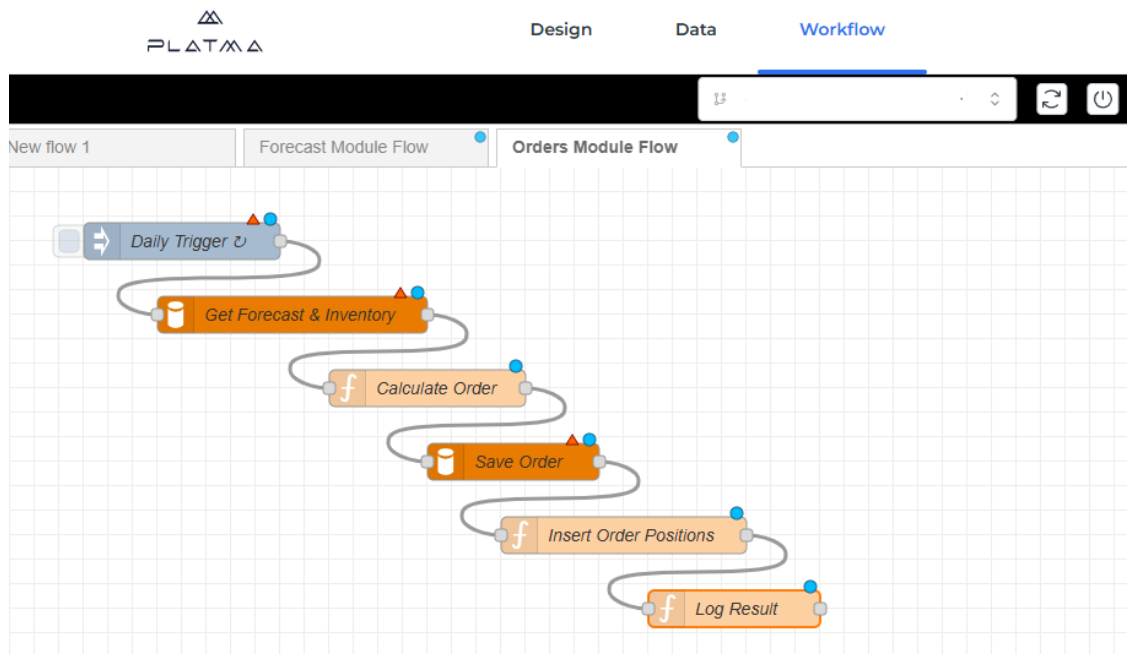 PLATMA
Design
Data
Workflow
New flow 1
Forecast Module Flow
Orders Module Flow
Daily Trigger ↻
Get Forecast & Inventory
Calculate Order
Save Order
Insert Order Positions
Log Result